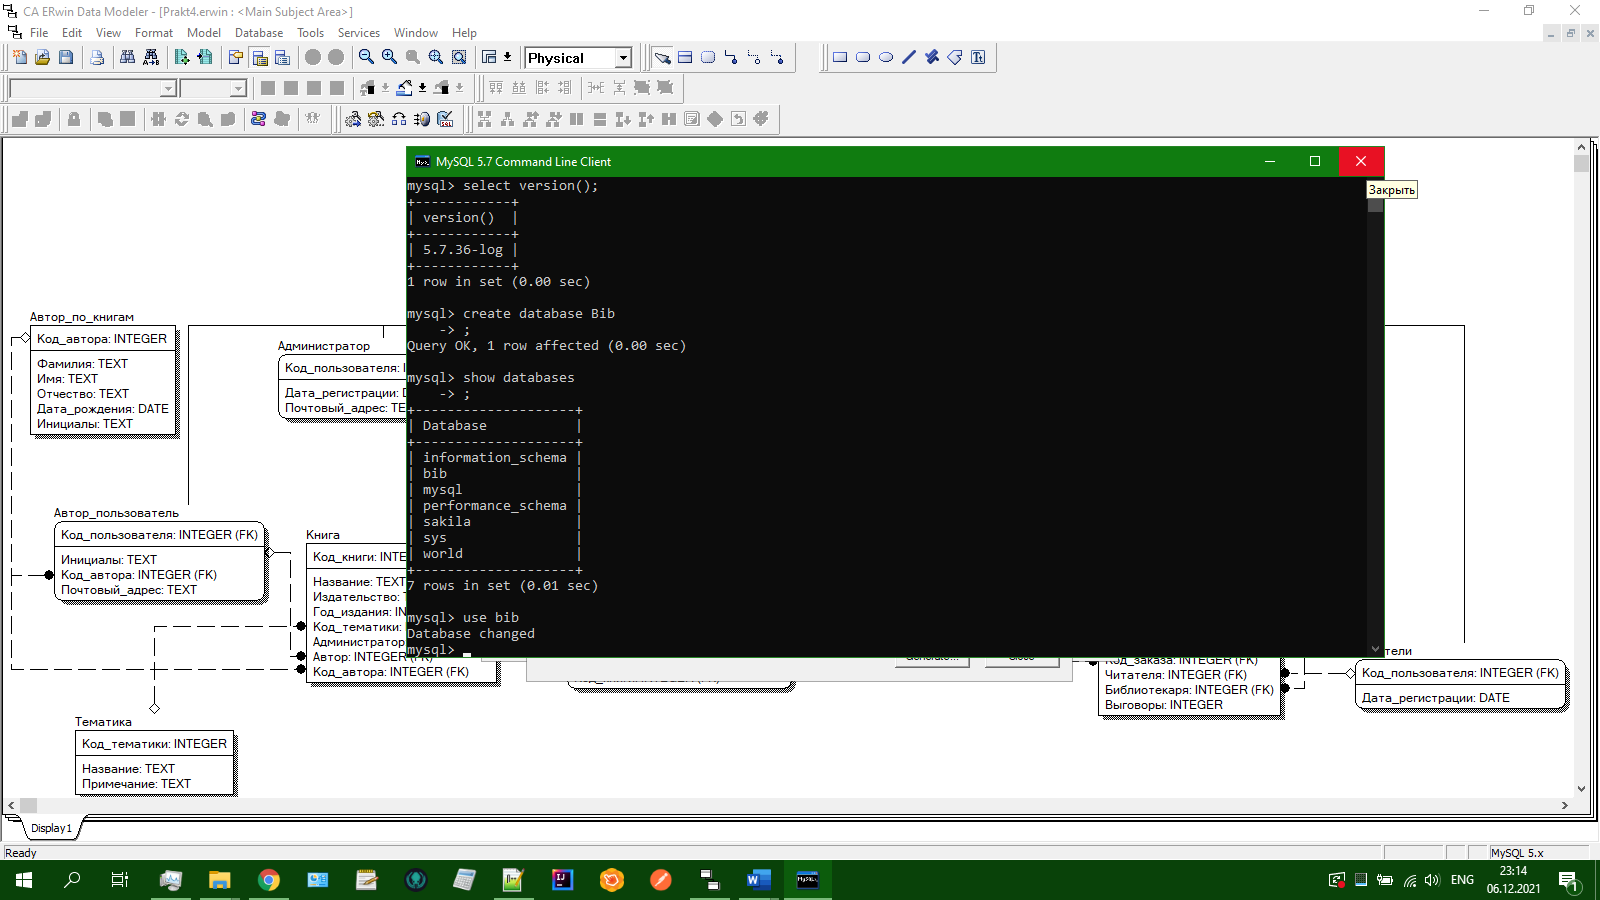 CA ERwin Data Modeler - [Prakt4.erwin : <Main Subject Area>]
File Edit View Format Model Database Tools Services Window Help
Physical
MySQL 5.7 Command Line Client
Закрыть
mysql> select version();
+------------+
| version()  |
+------------+
| 5.7.36-log |
+------------+
1 row in set (0.00 sec)
mysql> create database Bib
    -> ;
Query OK, 1 row affected (0.00 sec)
mysql> show databases
    -> ;
+--------------------+
| Database           |
+--------------------+
| information_schema |
| bib                |
| mysql              |
| performance_schema |
| sakila             |
| sys                |
| world              |
+--------------------+
7 rows in set (0.01 sec)
mysql> use bib
Database changed
mysql>
Автор_по_книгам
Код_автора: INTEGER
Фамилия: TEXT
Имя: TEXT
Отчество: TEXT
Дата_рождения: DATE
Инициалы: TEXT
Администратор
Код_пользователя:
Дата_регистрации:
Почтовый_адрес: TE
Автор_пользователь
Код_пользователя: INTEGER (FK)
Инициалы: TEXT
Код_автора: INTEGER (FK)
Почтовый_адрес: TEXT
Книга
Код_книги: INTE
Название: TEXT
Издательство:
Год_издания: IN
Код_тематики:
Администратор
Автор: INTEGER (FK)
Код_автора: INTEGER (FK)
Тематика
Код_тематики: INTEGER
Название: TEXT
Примечание: TEXT
Код_заказа: INTEGER (FK)
Читателя: INTEGER (FK)
Библиотекаря: INTEGER (FK)
Выговоры: INTEGER
тели
Код_пользователя: INTEGER (FK)
Дата_регистрации: DATE
Display1
Ready
MySQL 5.x
ENG
23:14
06.12.2021
1